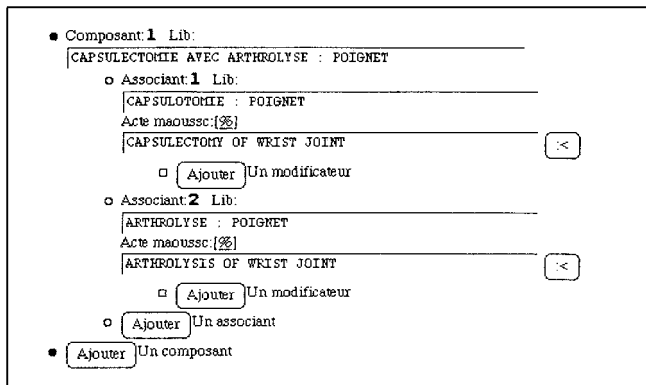 Composant: 1 Lib:
CAPSULECTOMIE AVEC ARTHROLYSE : POIGNET
Associant: 1 Lib:
CAPSULOTOMIE : POIGNET
Acte maoussc:[%]
CAPSULECTOMY OF WRIST JOINT :<
Ajouter Un modificateur
Associant: 2 Lib:
ARTHROLYSE : POIGNET
Acte maoussc:[%]
ARTHROLYSIS OF WRIST JOINT :<
Ajouter Un modificateur
Ajouter Un associant
Ajouter Un composant